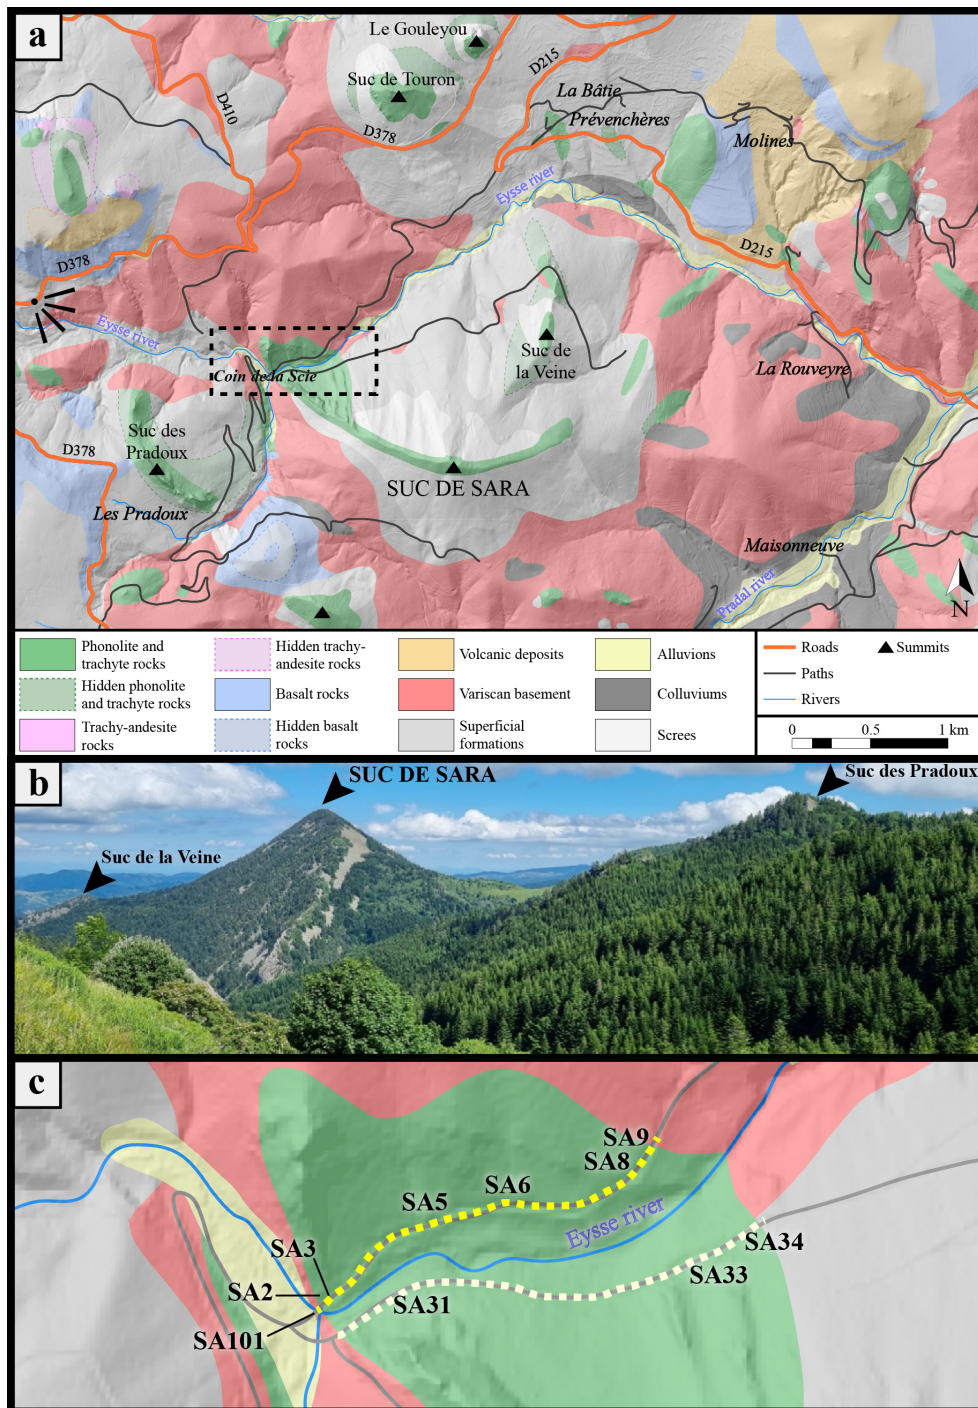 a
Le Gouleyou
Suc de Touron
D215
La Bâtie
Prévenchères
Molines
D410
D378
Eysse river
D215
D378
Eysse river
Coin de la Scie
Suc de
la Veine
La Rouveyre
Suc des
Pradoux
D378
SUC DE SARA
Les Pradoux
Maisonneuve
Pradal river
N
Phonolite and
trachyte rocks
Hidden phonolite
and trachyte rocks
Trachy-andesite
rocks
Hidden trachy-
andesite rocks
Basalt rocks
Hidden basalt
rocks
Volcanic deposits
Variscan basement
Superficial
formations
Alluvions
Colluviums
Screes
Roads
Summits
Paths
Rivers
0 0.5 1 km
b
SUC DE SARA
Suc des Pradoux
Suc de la Veine
c
SA9
SA8
SA6
SA5
Eysse river
SA3
SA34
SA33
SA2
SA31
SA101